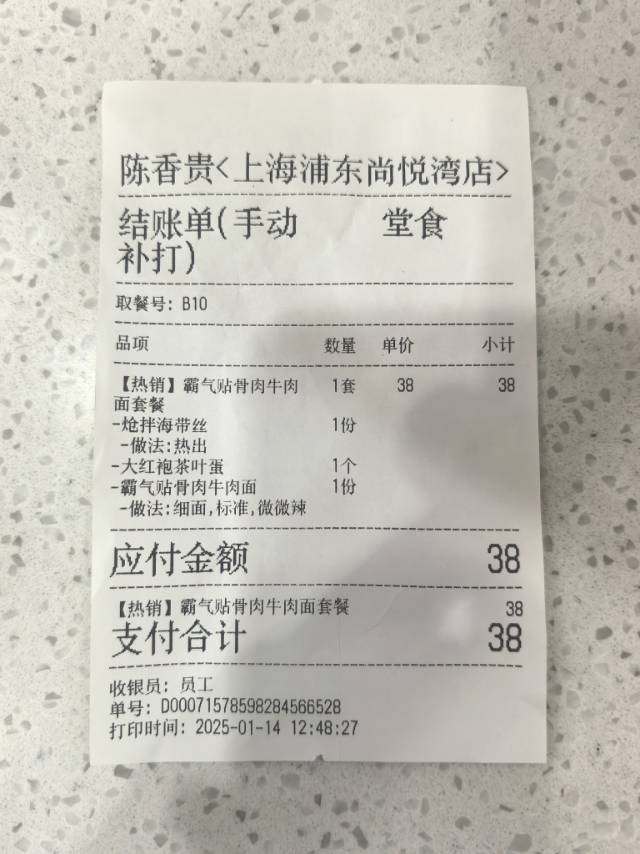 陈香贵<上海浦东尚悦湾店>
结账单(手动 堂食
补打)
取餐号: B10
品项 数量 单价 小计
【热销】霸气贴骨肉牛肉 1套 38 38
面套餐
-炝拌海带丝 1份
-做法:热出
-大红袍茶叶蛋 1个
-霸气贴骨肉牛肉面 1份
-做法:细面,标准,微微辣
应付金额 38
【热销】霸气贴骨肉牛肉面套餐 38
支付合计 38
收银员: 员工
单号: D00071578598284566528
打印时间: 2025-01-14 12:48:27